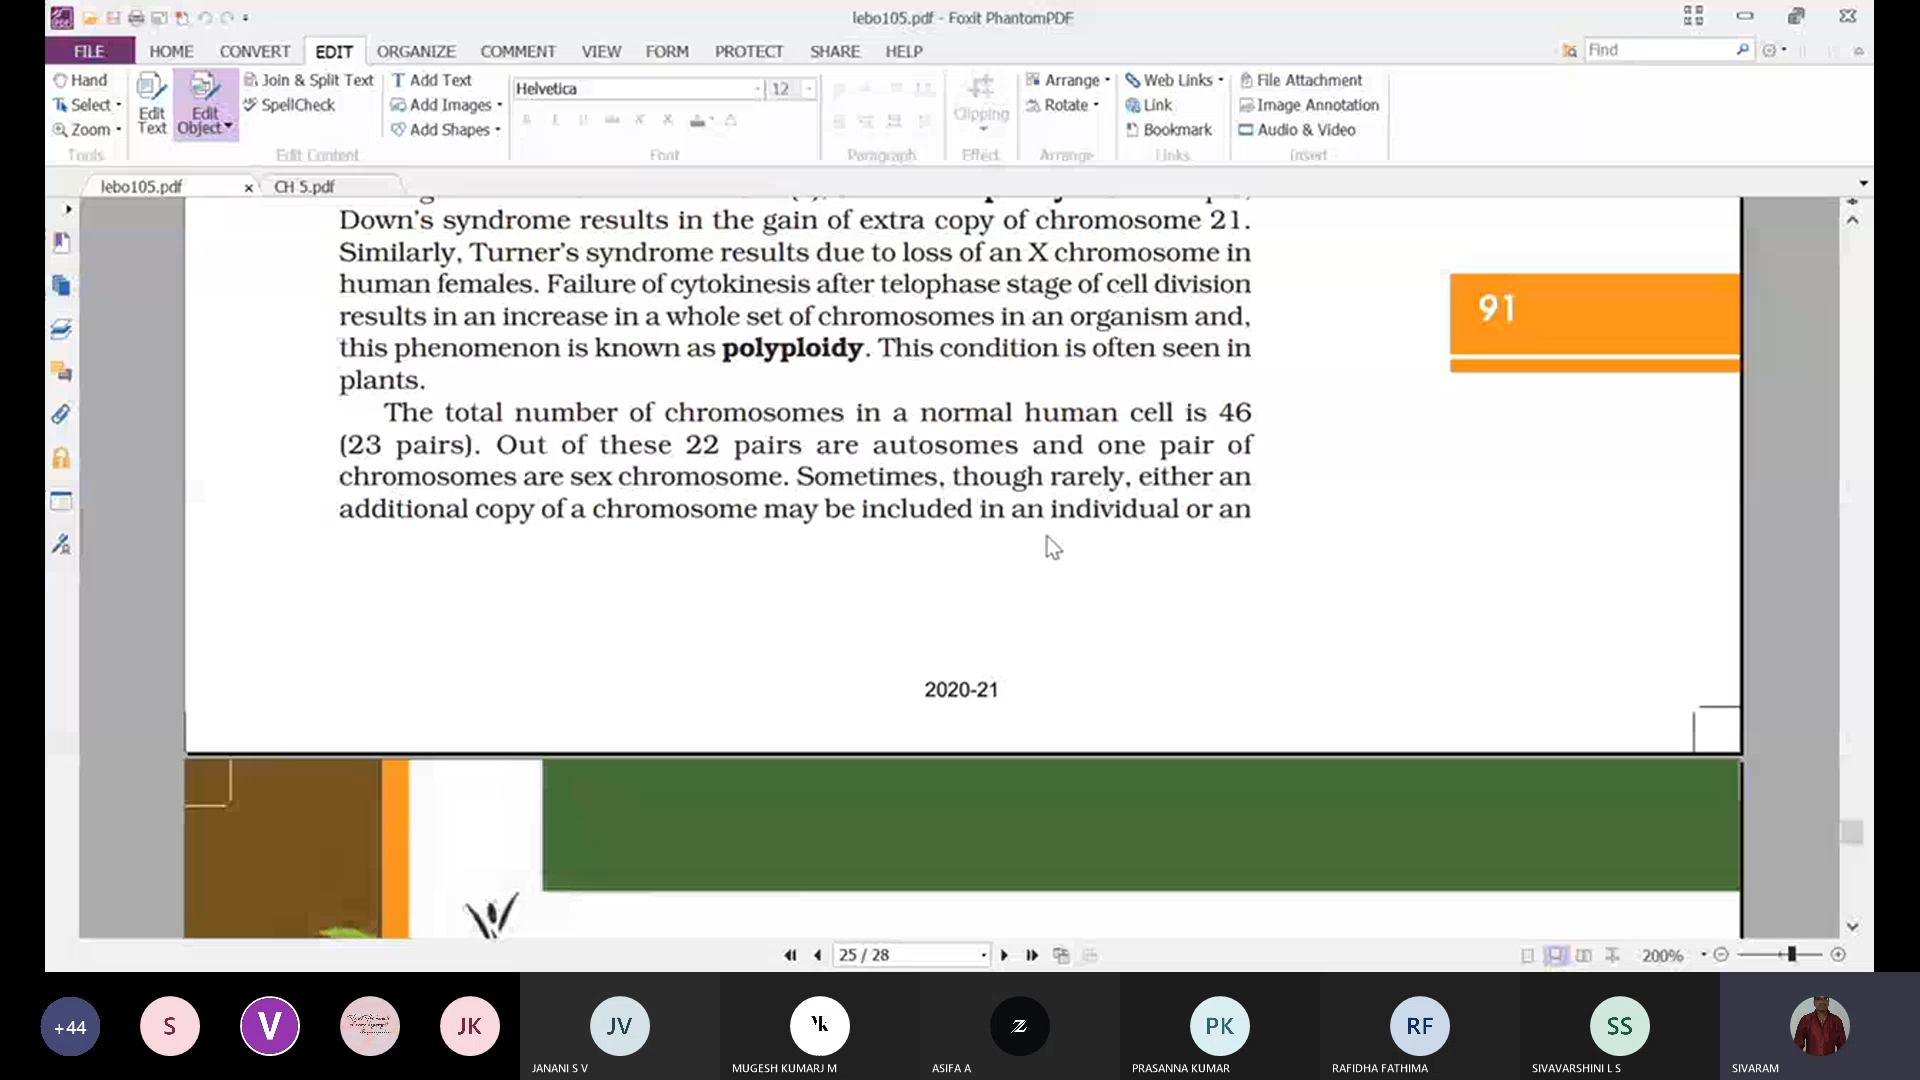 lebo105.pdf - Foxit PhantomPDF
FILE HOME CONVERT EDIT ORGANIZE COMMENT VIEW FORM PROTECT SHARE HELP Find
Hand
Select
Zoom
Tools
Edit Text
Edit Object
Join & Split Text
SpellCheck
Edit Content
Add Text
Add Images
Add Shapes
Helvetica 12
Font
Paragraph
Clipping
Effect
Arrange
Rotate
Arrange
Web Links
Link
Bookmark
Links
File Attachment
Image Annotation
Audio & Video
Insert
lebo105.pdf x CH 5.pdf
Down's syndrome results in the gain of extra copy of chromosome 21.
Similarly, Turner's syndrome results due to loss of an X chromosome in
human females. Failure of cytokinesis after telophase stage of cell division
results in an increase in a whole set of chromosomes in an organism and,
this phenomenon is known as polyploidy. This condition is often seen in
plants.
The total number of chromosomes in a normal human cell is 46
(23 pairs). Out of these 22 pairs are autosomes and one pair of
chromosomes are sex chromosome. Sometimes, though rarely, either an
additional copy of a chromosome may be included in an individual or an
91
2020-21
25 / 28
200%
+44 S V JK JV PK RF SS
JANANI S V MUGESH KUMARJ M ASIFA A PRASANNA KUMAR RAFIDHA FATHIMA SIVAVARSHINI L S SIVARAM